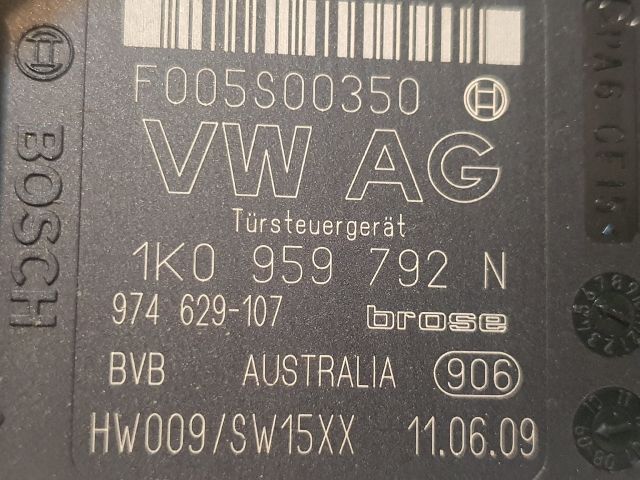 F005S00350
VW AG
Türsteuergerät
1K0 959 792 N
974 629-107 brose
BVB AUSTRALIA 906
HW009/SW15XX 11.06.09
BOSCH